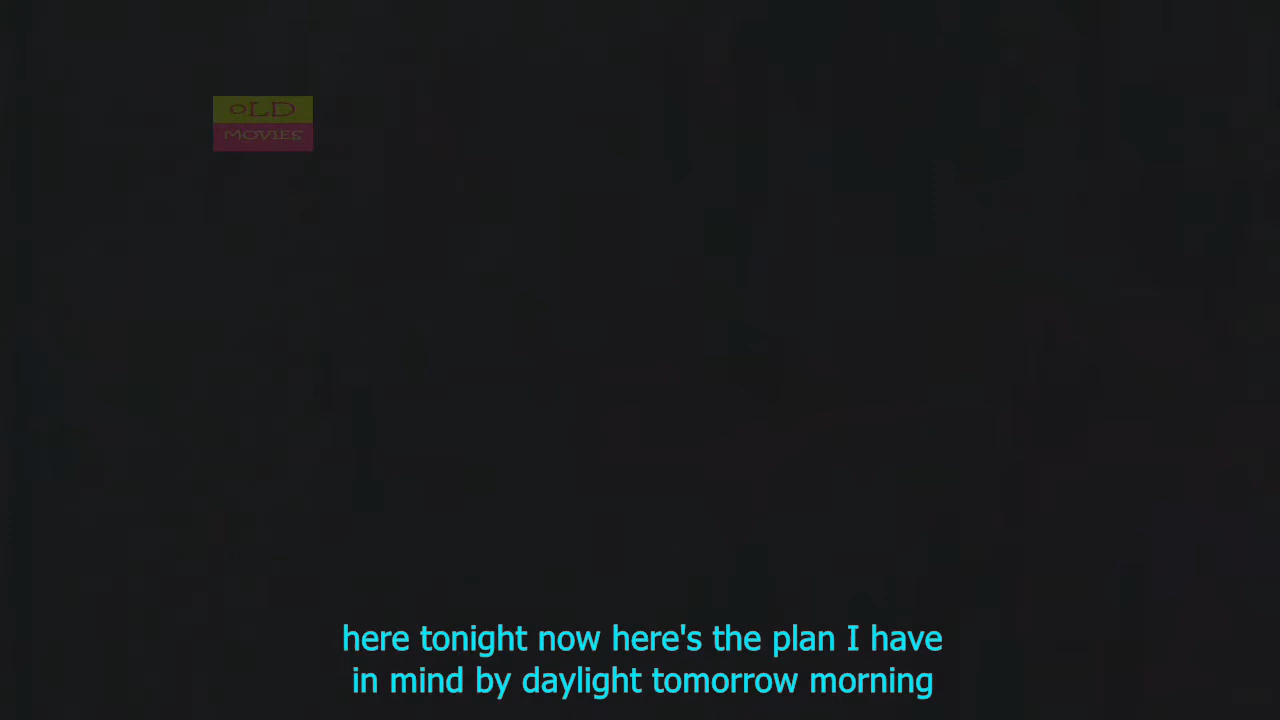 OLD
MOVIES
here tonight now here's the plan I have
in mind by daylight tomorrow morning